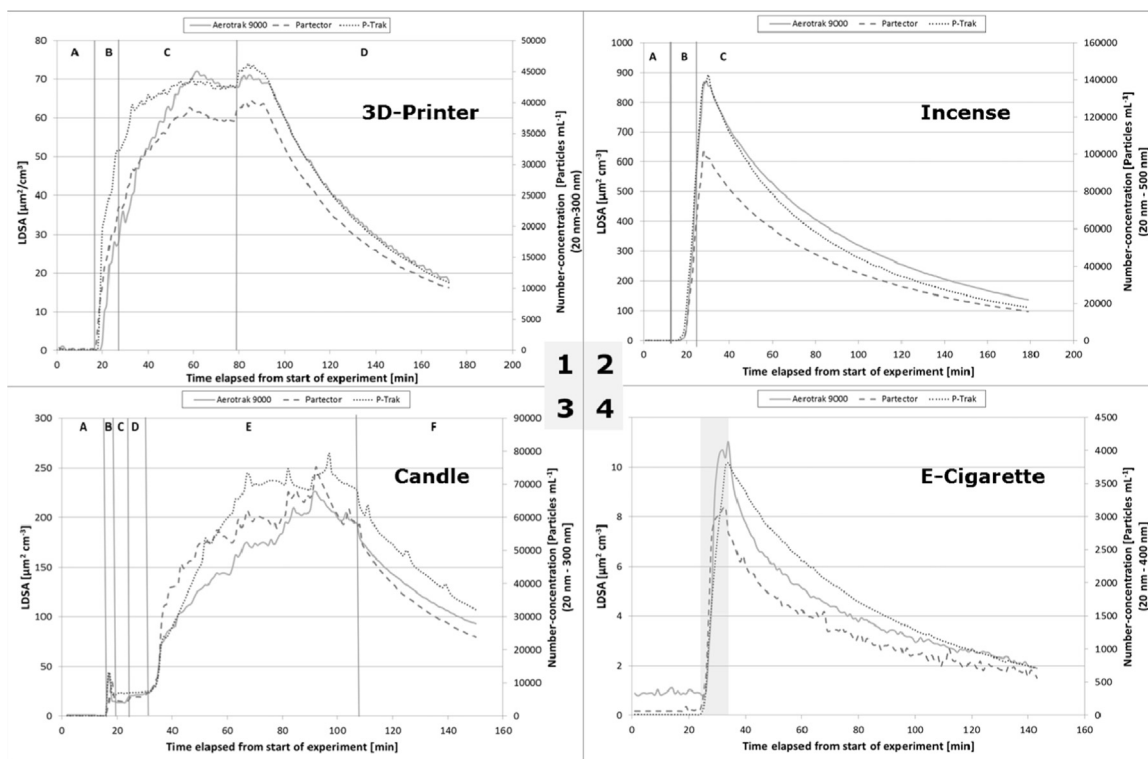 Aerotrak 9000 Partector P-Trak
A B C D
3D-Printer
80
70
60
50
40
30
20
10
0
LDSA [µm²/cm³]
50000
45000
40000
35000
30000
25000
20000
15000
10000
5000
0
Number-concentration [Particles mL⁻¹]
(20 nm-300 nm)
0 20 40 60 80 100 120 140 160 180 200
Time elapsed from start of experiment [min]
1
Aerotrak 9000 Partector P-Trak
A B C
Incense
1000
900
800
700
600
500
400
300
200
100
0
LDSA [µm² cm⁻³]
160000
140000
120000
100000
80000
60000
40000
20000
0
Number-concentration [Particles mL⁻¹]
(20 nm - 500 nm)
0 20 40 60 80 100 120 140 160 180 200
Time elapsed from start of experiment [min]
2
3
Aerotrak 9000 Partector P-Trak
A B C D E F
Candle
300
250
200
150
100
50
0
LDSA [µm² cm⁻³]
90000
80000
70000
60000
50000
40000
30000
20000
10000
0
Number-concentration [Particles mL⁻¹]
(20 nm - 300 nm)
0 20 40 60 80 100 120 140 160
Time elapsed from start of experiment [min]
4
Aerotrak 9000 Partector P-Trak
E-Cigarette
10
8
6
4
2
0
LDSA [µm² cm⁻³]
4500
4000
3500
3000
2500
2000
1500
1000
500
0
Number-concentration [Particles mL⁻¹]
(20 nm - 400 nm)
0 20 40 60 80 100 120 140 160
Time elapsed from start of experiment [min]